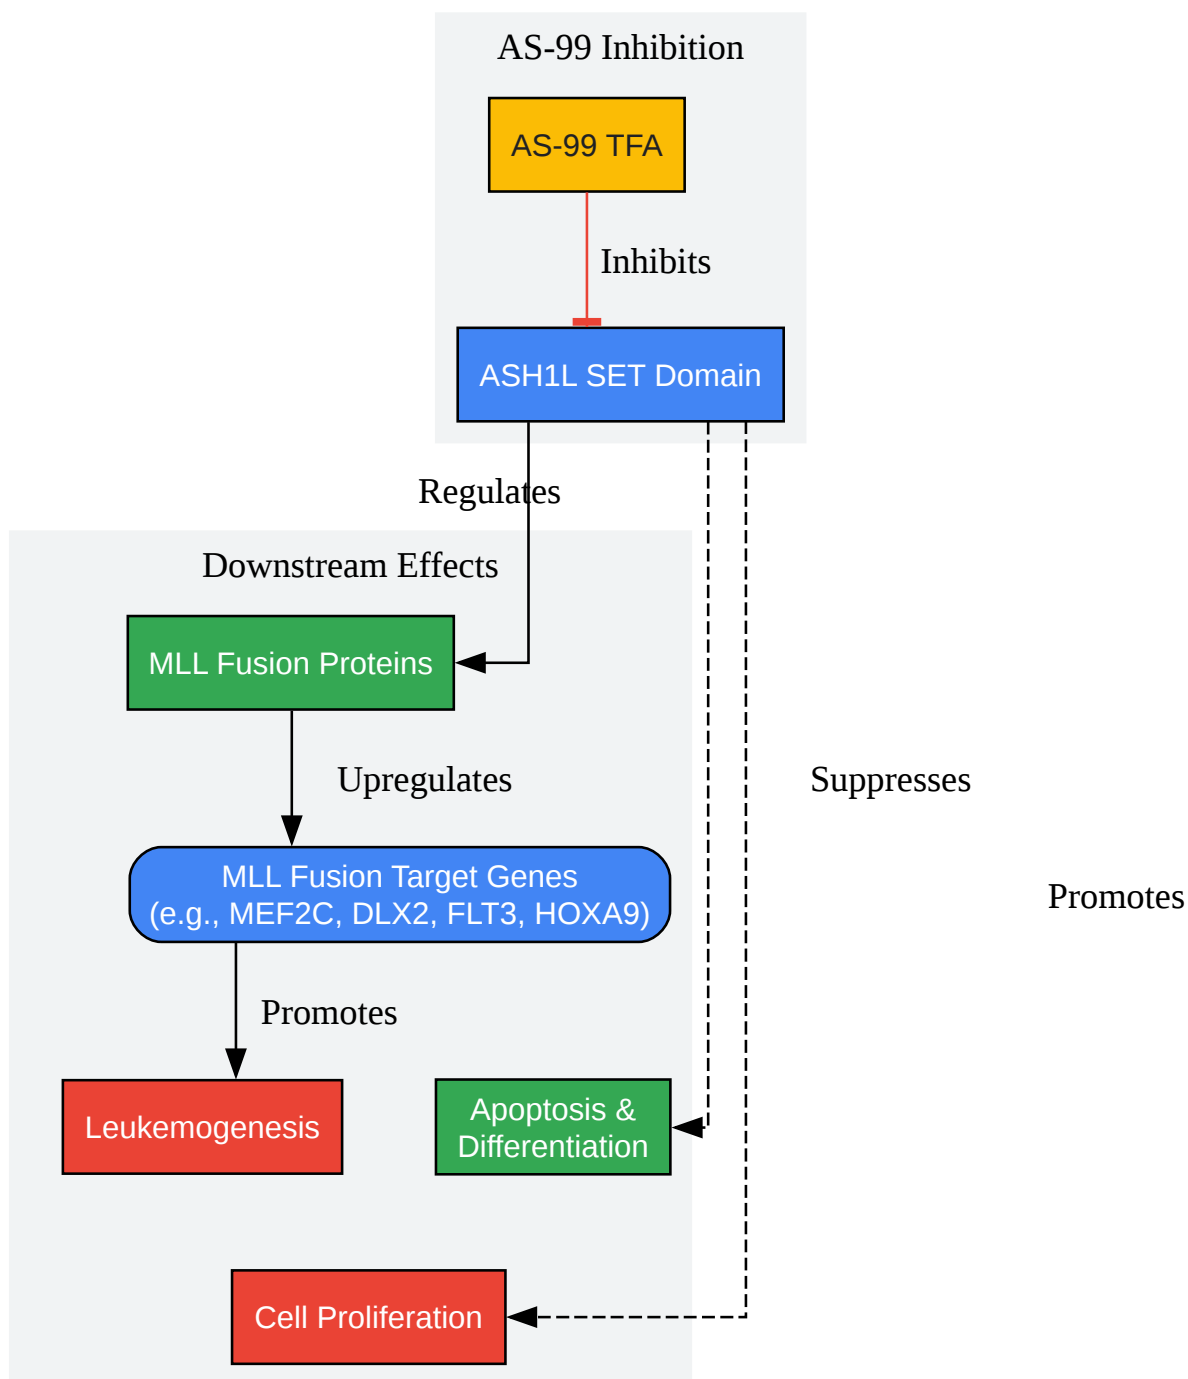 AS-99 Inhibition
AS-99 TFA
Inhibits
ASH1L SET Domain
Regulates
Downstream Effects
MLL Fusion Proteins
Upregulates
Suppresses
MLL Fusion Target Genes
(e.g., MEF2C, DLX2, FLT3, HOXA9)
Promotes
Promotes
Leukemogenesis
Apoptosis &
Differentiation
Cell Proliferation